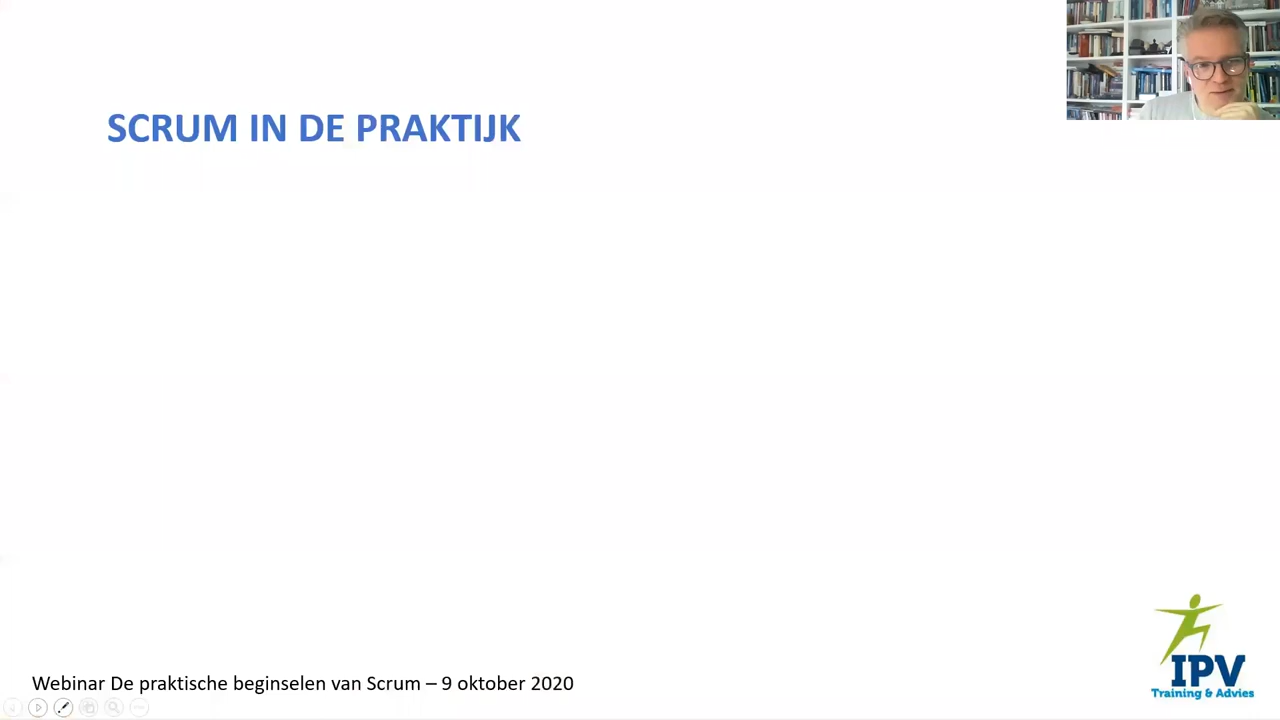 SCRUM IN DE PRAKTIJK
Webinar De praktische beginselen van Scrum – 9 oktober 2020
IPV
Training & Advies